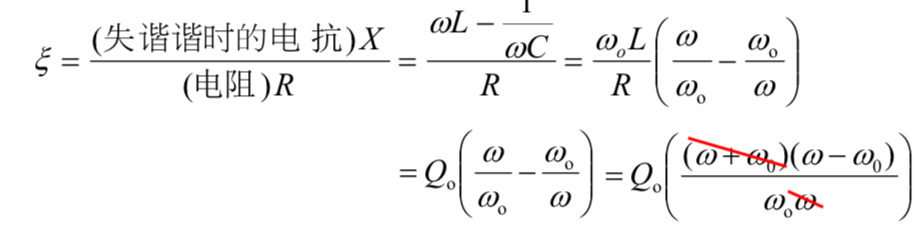 ξ = (失谐谐时的电 抗)X / (电阻)R = (ωL − 1/(ωC)) / R = (ω₀L / R)(ω/ω₀ − ω₀/ω)
= Q₀(ω/ω₀ − ω₀/ω) = Q₀((ω + ω₀)(ω − ω₀) / (ω₀ω))